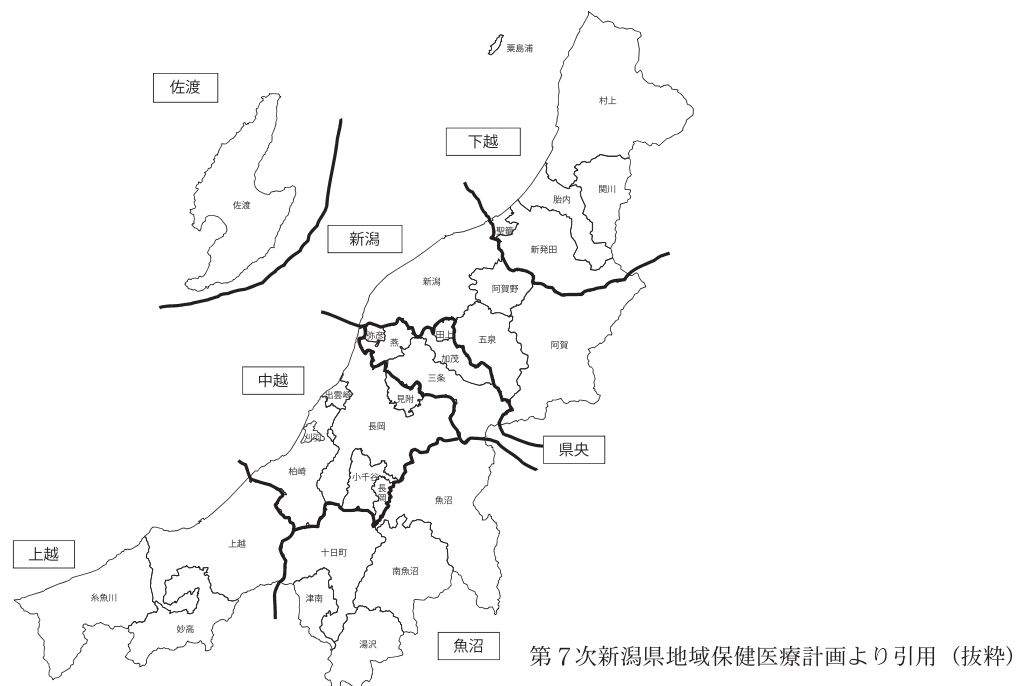 粟島浦
佐渡
村上
下越
関川
胎内
佐渡
聖籠
新潟
新発田
新潟
阿賀野
弥彦
田上
燕
五泉
阿賀
加茂
三条
中越
出雲崎
見附
長岡
刈羽
県央
柏崎
小千谷
長岡
魚沼
上越
上越
十日町
南魚沼
糸魚川
津南
妙高
湯沢
魚沼
第7次新潟県地域保健医療計画より引用（抜粋）